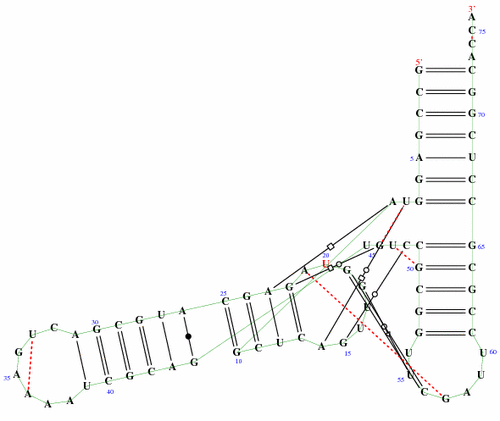 3'
A
C 75
C
A
5'
G C
C G
C G 70
G C
5 A U
G C
A U G C
20 45 G 65
A U G C
25 G 50 C
C G A G G
A U G C
30 G C
U C A G C G G C
G U U
A C U C G A G 15 U 60
35 G 10
A G C G C A G 55 U
A A A U 40 C G A